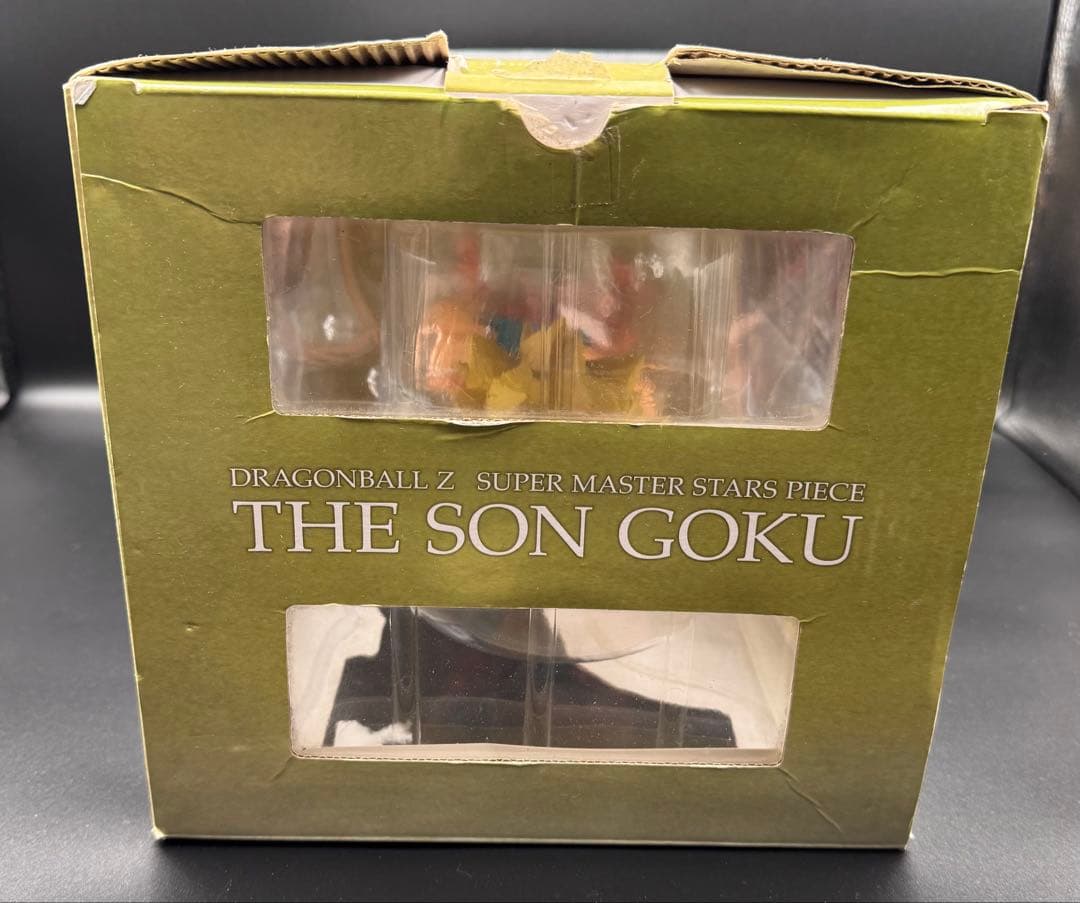 DRAGONBALL Z SUPER MASTER STARS PIECE
THE SON GOKU